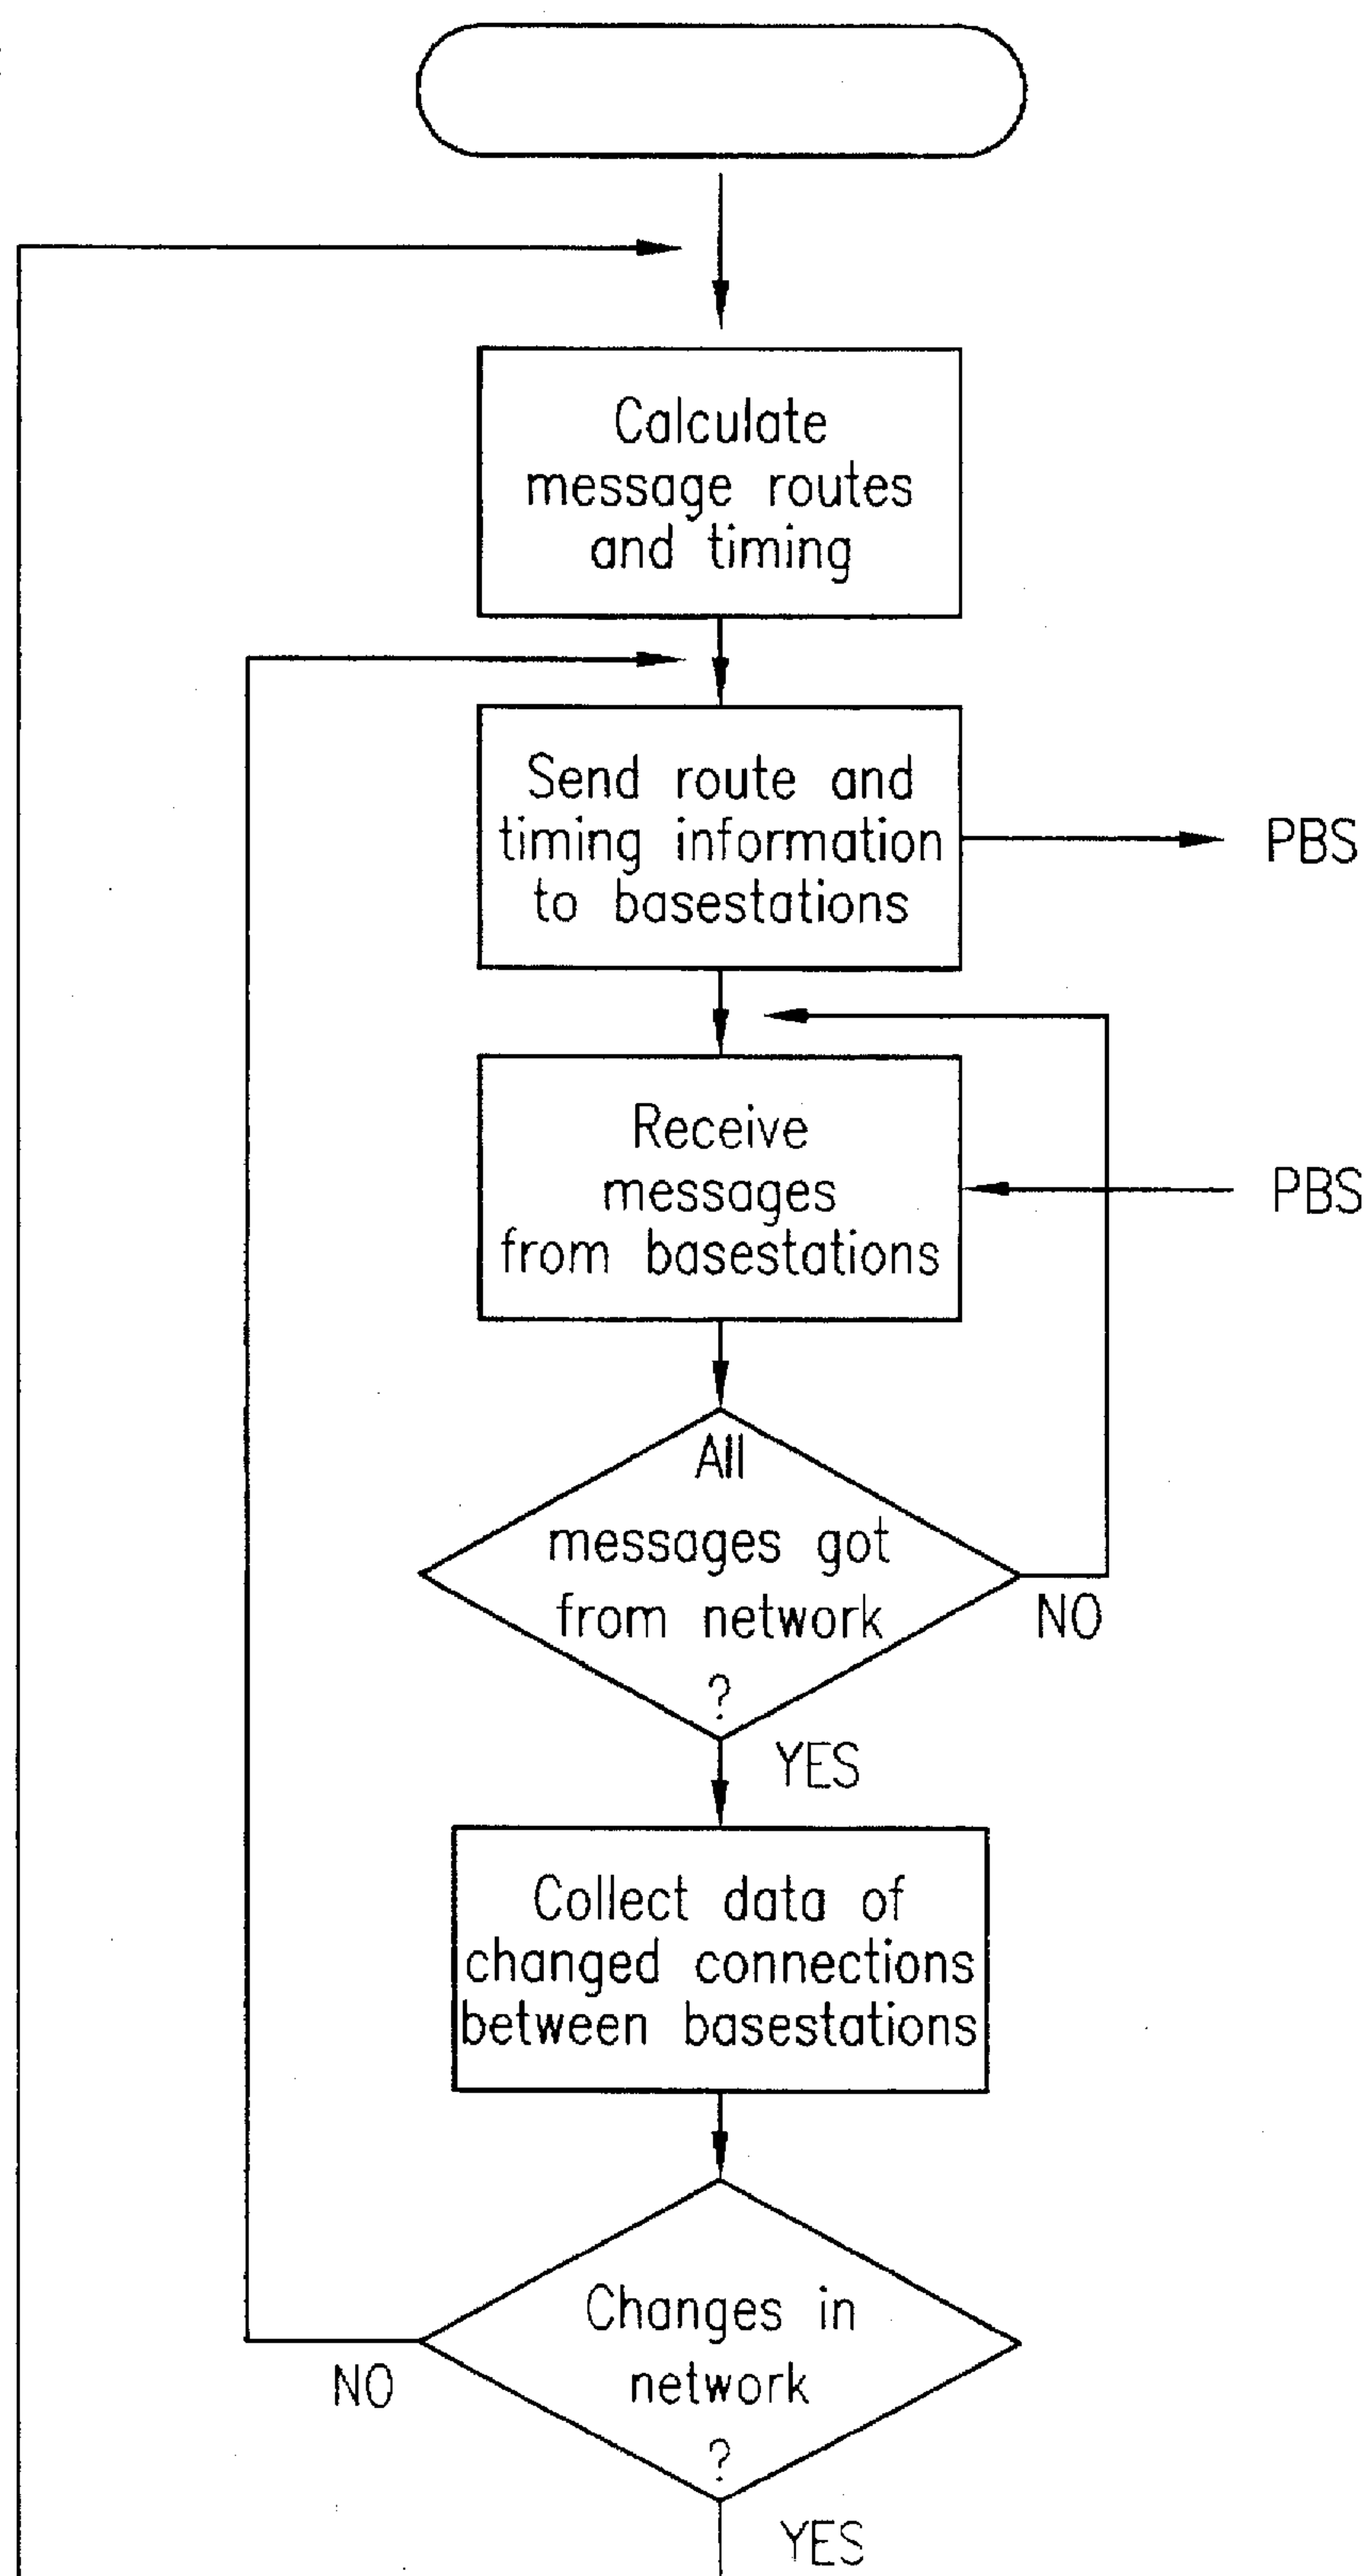 Calculate
message routes
and timing
Send route and
timing information
to basestations
PBS
Receive
messages
from basestations
PBS
All
messages got
from network
?
NO
YES
Collect data of
changed connections
between basestations
Changes in
network
?
NO
YES